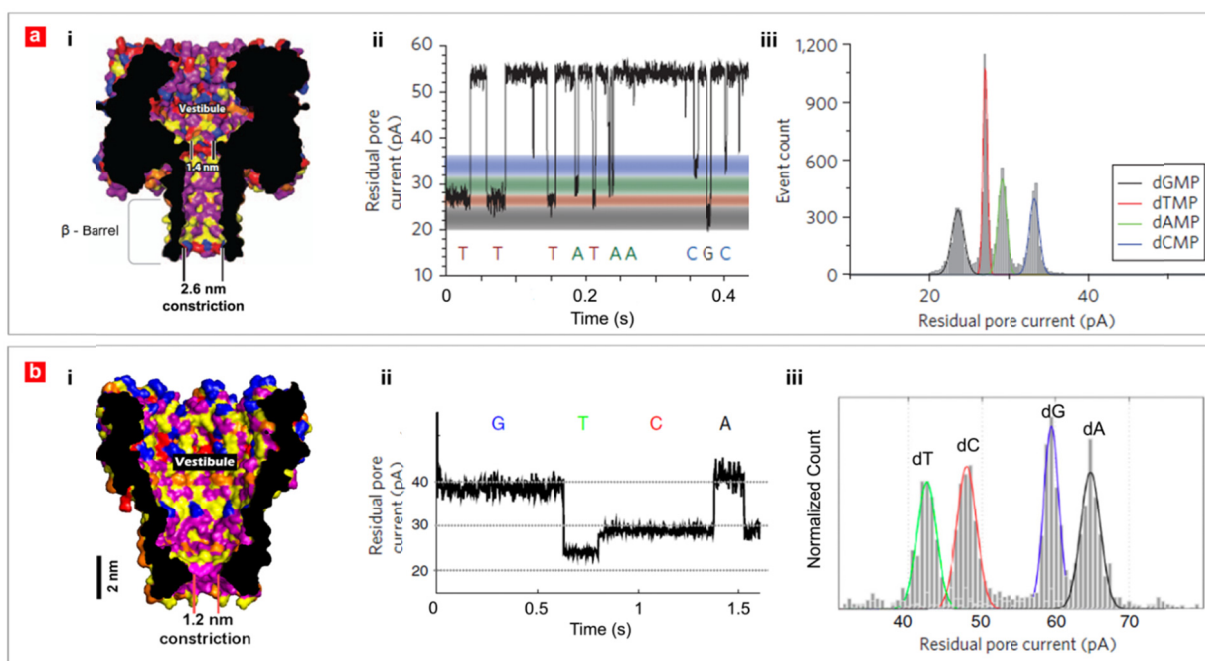 a
i
Vestibule
1.4 nm
β - Barrel
2.6 nm
constriction
ii
Residual pore
current (pA)
60
50
40
30
20
10
T T T A T A A C G C
0 0.2 0.4
Time (s)
iii
Event count
1,200
900
600
300
0
dGMP
dTMP
dAMP
dCMP
20 40
Residual pore current (pA)
b
i
Vestibule
2 nm
1.2 nm
constriction
ii
Residual pore
current (pA)
G T C A
40
30
20
0 0.5 1 1.5
Time (s)
iii
Normalized Count
dT dC dG dA
40 50 60 70
Residual pore current (pA)